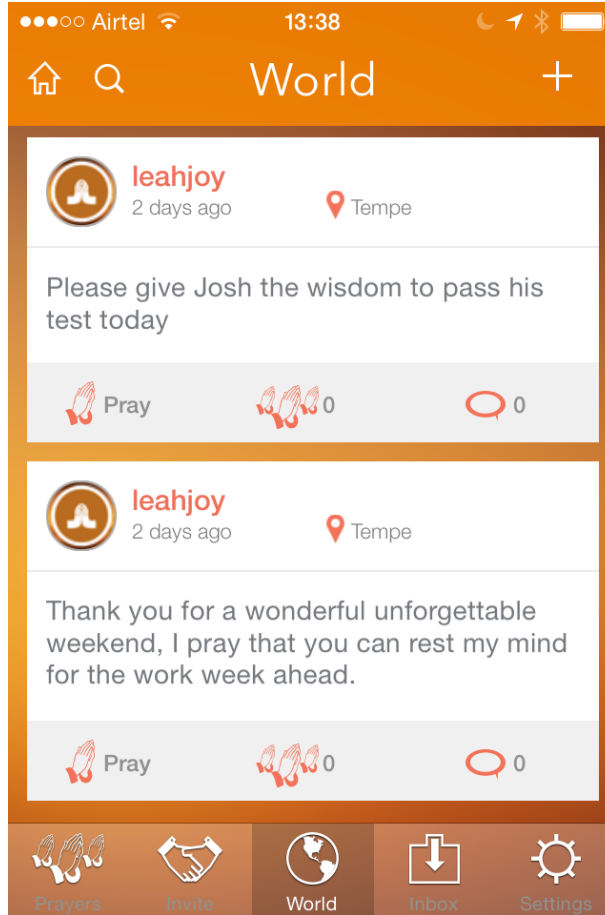 Airtel 13:38
World
leahjoy
2 days ago Tempe
Please give Josh the wisdom to pass his
test today
Pray 0 0
leahjoy
2 days ago Tempe
Thank you for a wonderful unforgettable
weekend, I pray that you can rest my mind
for the work week ahead.
Pray 0 0
Prayers Invite World Inbox Settings